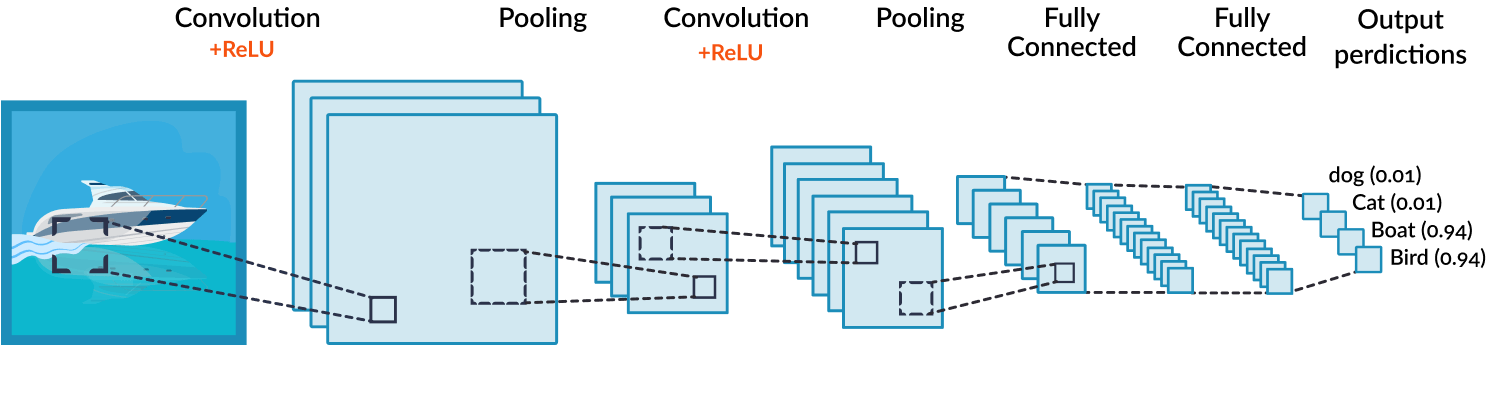 Convolution
+ReLU
Pooling
Convolution
+ReLU
Pooling
Fully
Connected
Fully
Connected
Output
perdictions
dog (0.01)
Cat (0.01)
Boat (0.94)
Bird (0.94)